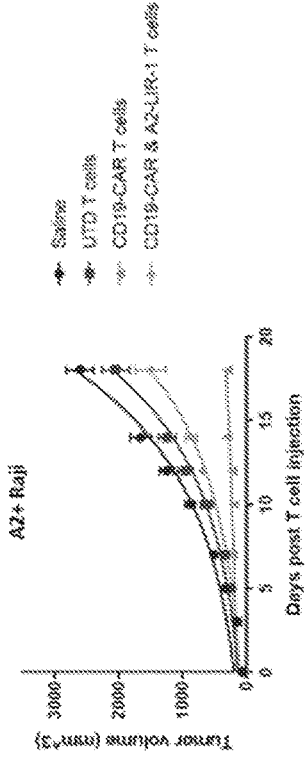 A2+ Raji
Tumor volume (mm^3)
3000
2000
1000
0
0 5 10 15 20
Days post T cell injection
Saline
UTD T cells
CD19-CAR T cells
CD19-CAR & A2-LIR-1 T cells